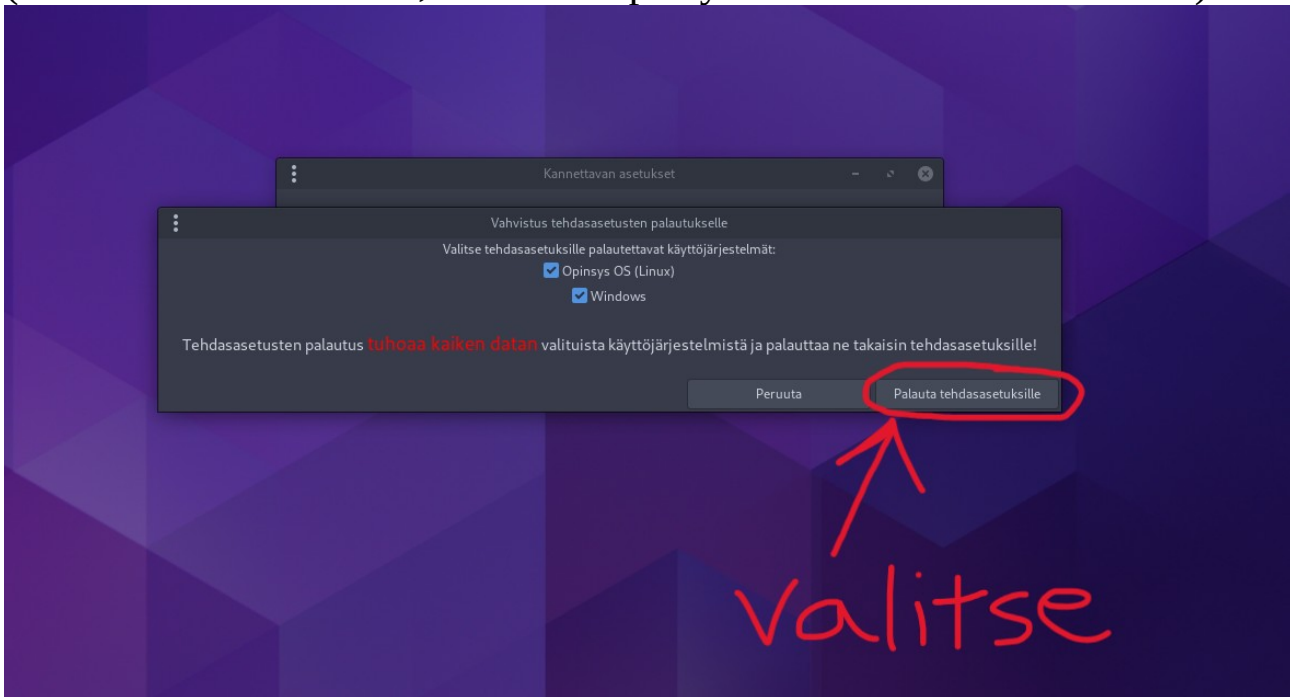 Kannettavan asetukset
Vahvistus tehdasasetusten palautukselle
Valitse tehdasasetuksille palautettavat käyttöjärjestelmät:
Opinsys OS (Linux)
Windows
Tehdasasetusten palautus tuhoaa kaiken datan valituista käyttöjärjestelmistä ja palauttaa ne takaisin tehdasasetuksille!
Peruuta Palauta tehdasasetuksille
valitse